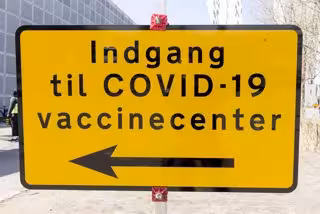 Indgang
til COVID-19
vaccinecenter